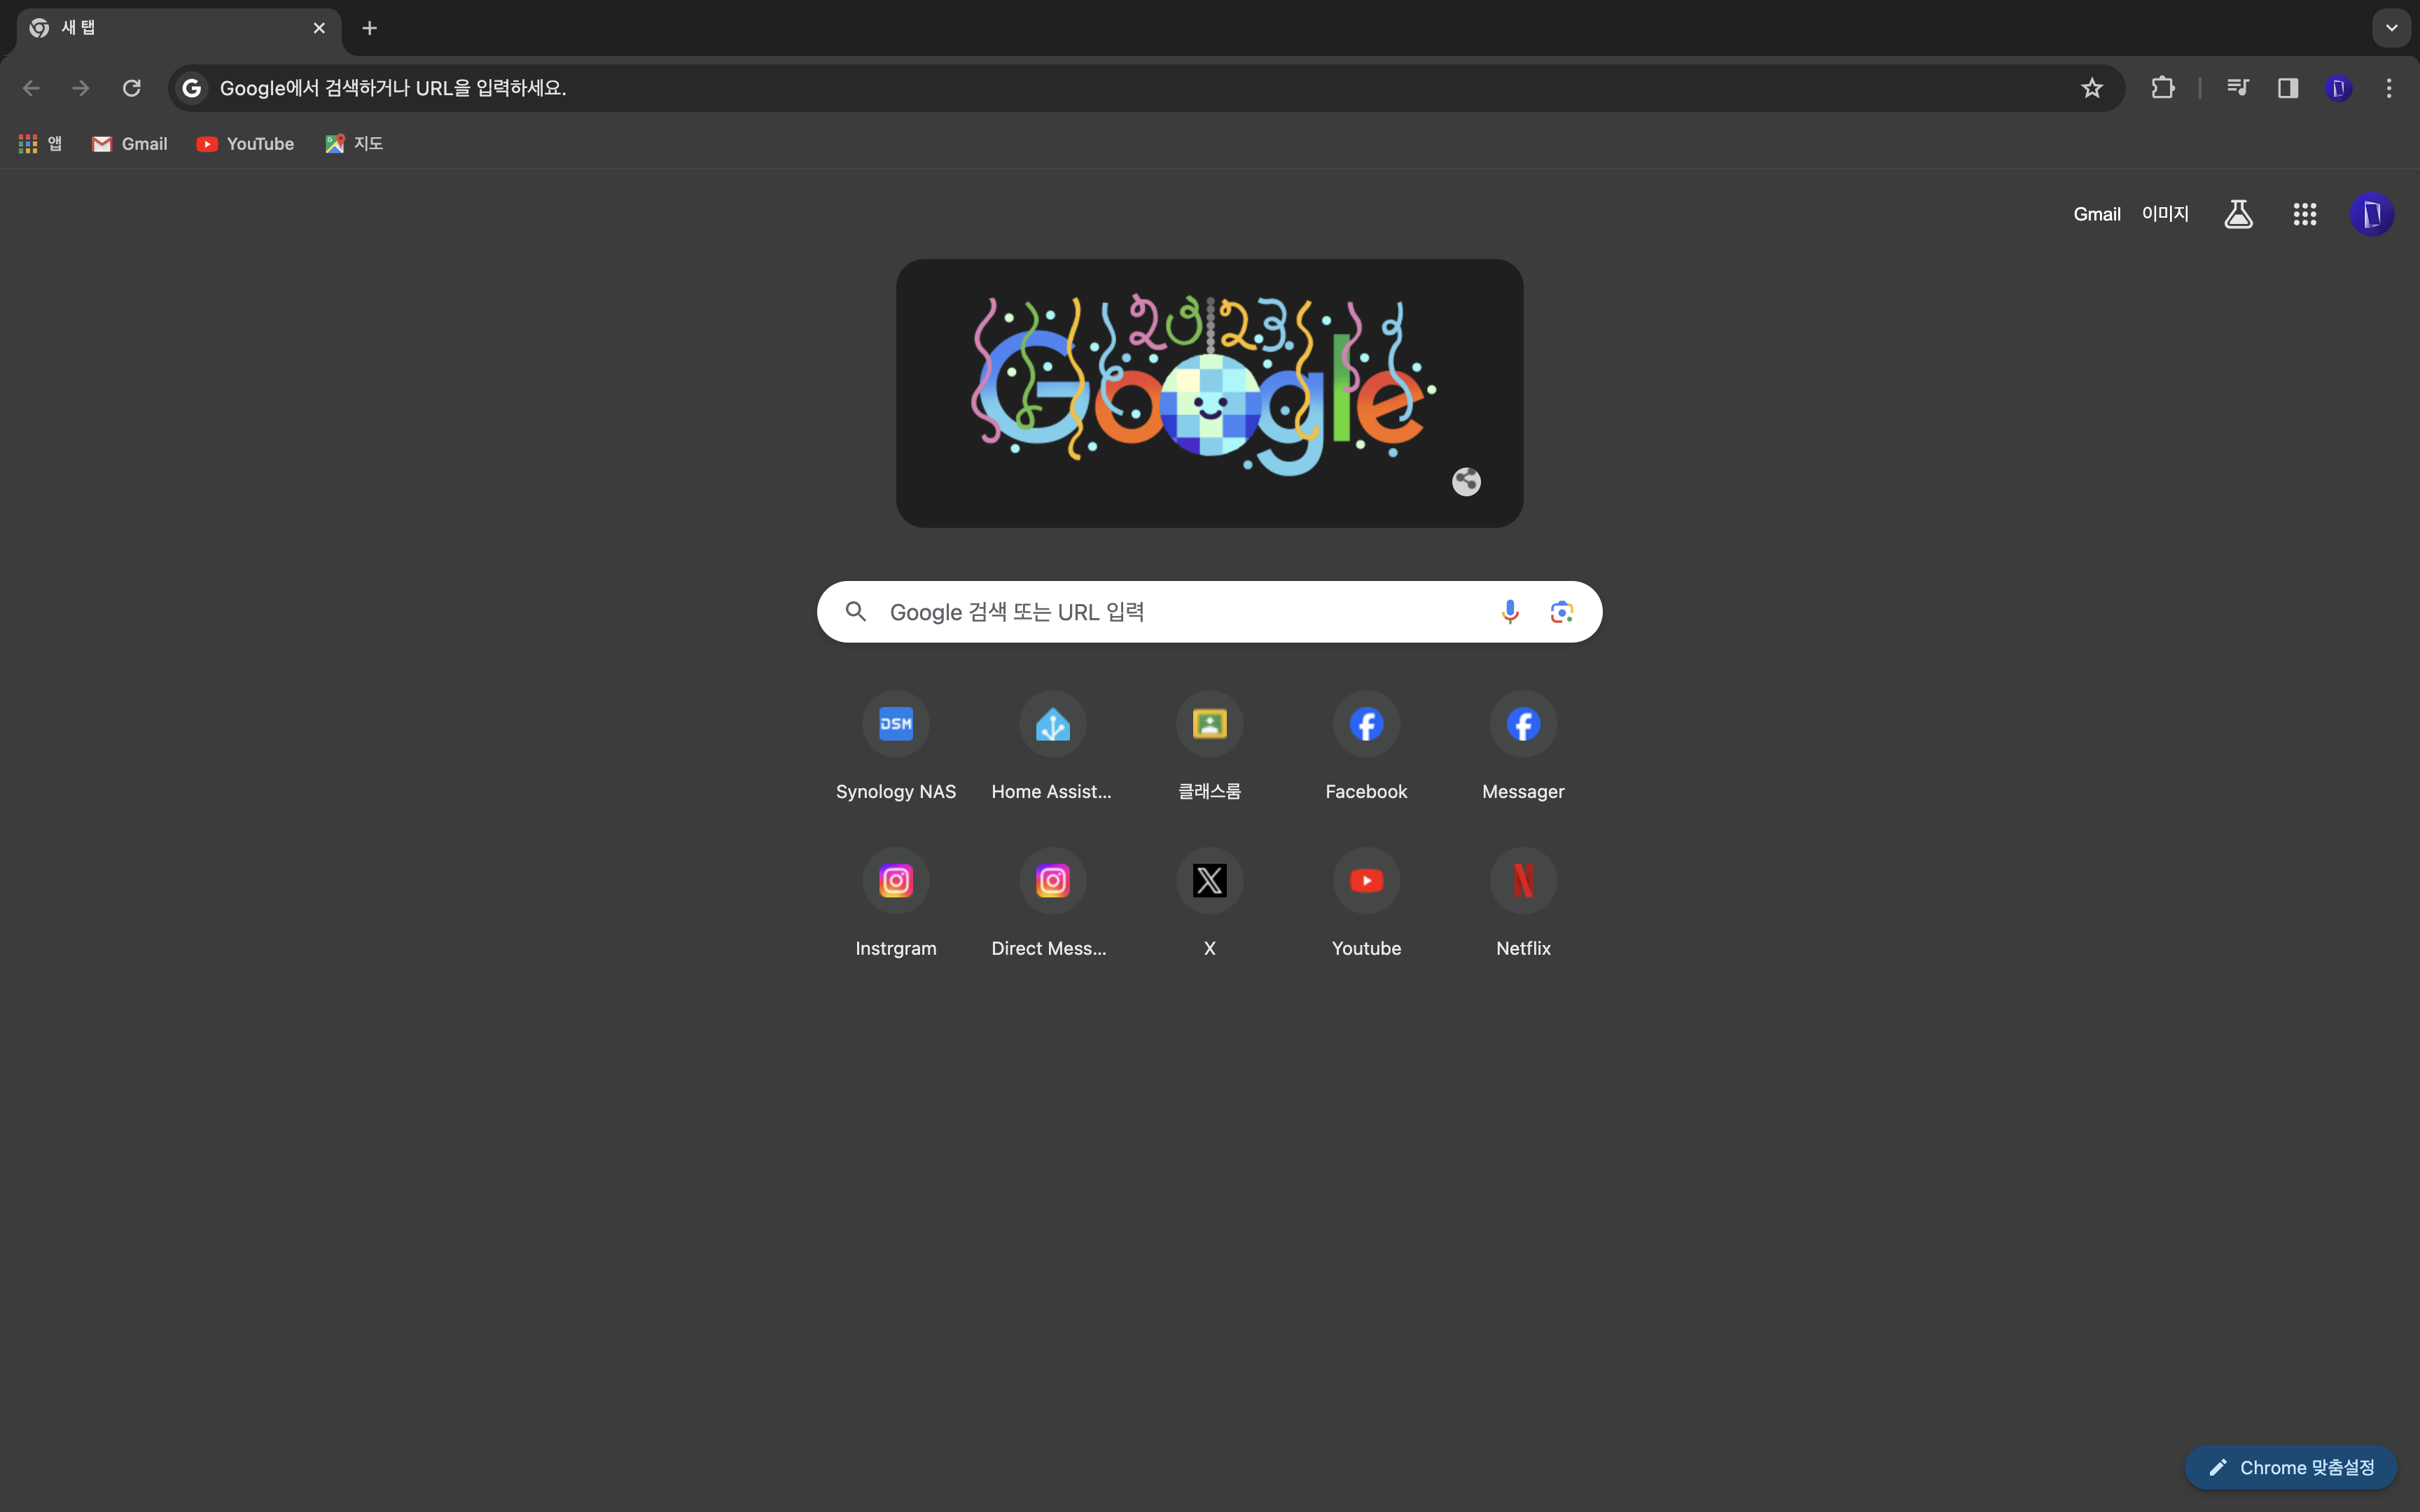 새 탭
Google에서 검색하거나 URL을 입력하세요.
앱 Gmail YouTube 지도
Gmail 이미지
2023
Google
Google 검색 또는 URL 입력
DSM
Synology NAS Home Assist... 클래스룸 Facebook Messager
Instrgram Direct Mess... X Youtube Netflix
Chrome 맞춤설정